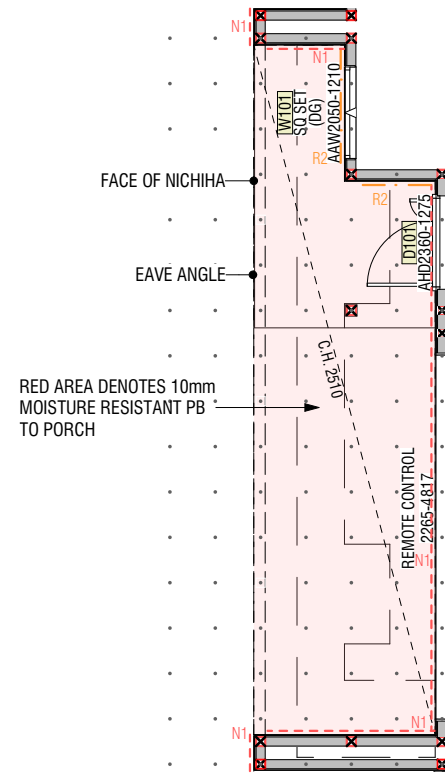 N1
N1
W101
SQ SET
(DG)
AAW2050-1210
R2
FACE OF NICHIHA
R2
D101
AHD2360-1275
EAVE ANGLE
C.H. 2510
RED AREA DENOTES 10mm
MOISTURE RESISTANT PB
TO PORCH
REMOTE CONTROL
2265-4817
N1
N1
N1